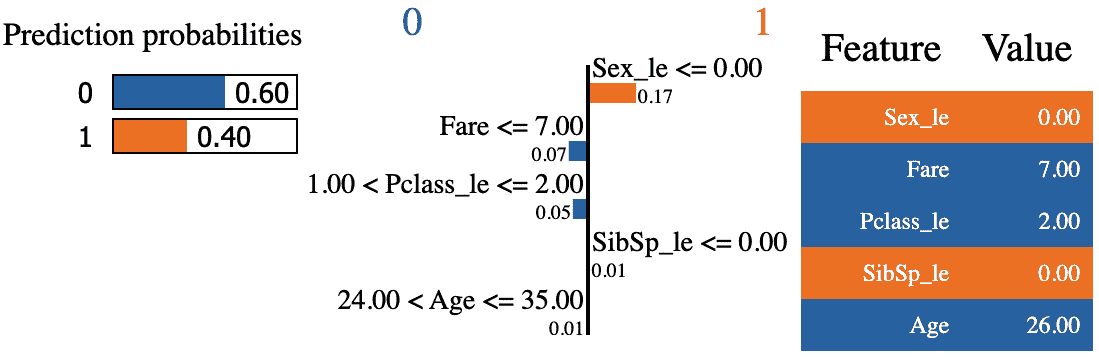 Prediction probabilities
0 0.60
1 0.40
0 1
Sex_le <= 0.00
0.17
Fare <= 7.00
0.07
1.00 < Pclass_le <= 2.00
0.05
SibSp_le <= 0.00
0.01
24.00 < Age <= 35.00
0.01
Feature Value
Sex_le 0.00
Fare 7.00
Pclass_le 2.00
SibSp_le 0.00
Age 26.00